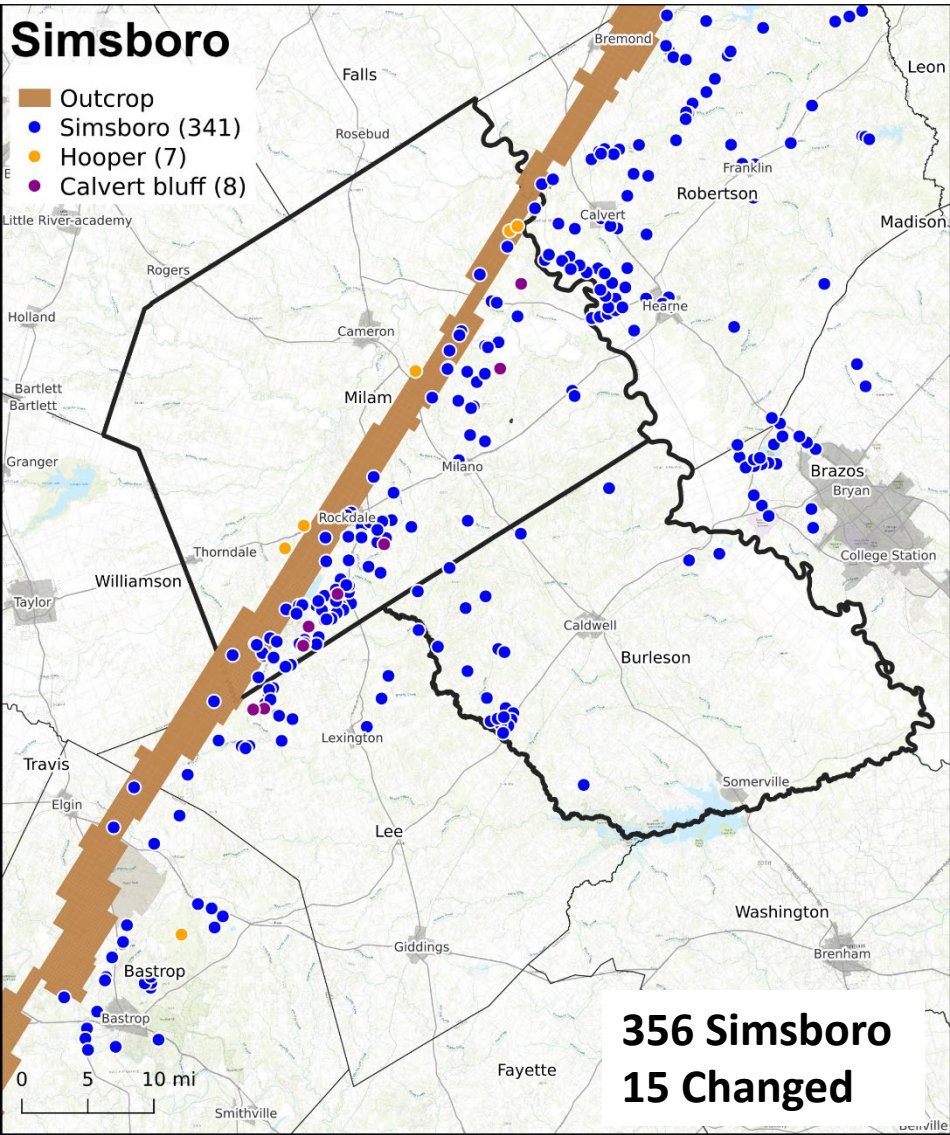 Simsboro
Outcrop
Simsboro (341)
Hooper (7)
Calvert bluff (8)
Bremond
Falls
Leon
Rosebud
Franklin
Robertson
Little River-academy
Calvert
Madison
Rogers
Holland
Hearne
Cameron
Bartlett
Bartlett
Milam
Granger
Milano
Brazos
Bryan
Rockdale
Thorndale
College Station
Williamson
Taylor
Caldwell
Burleson
Lexington
Travis
Somerville
Elgin
Lee
Washington
Giddings
Brenham
Bastrop
Bastrop
356 Simsboro
15 Changed
Fayette
0 5 10 mi
Smithville
Bellville